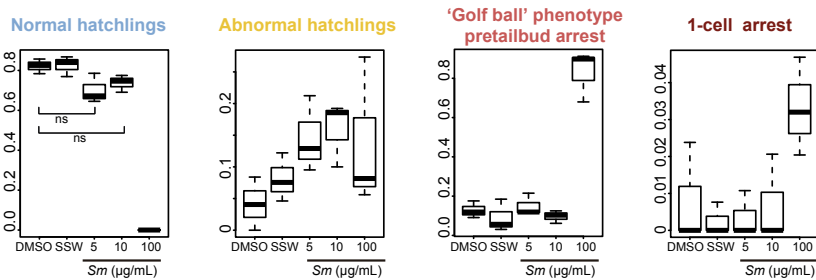 Normal hatchlings
Abnormal hatchlings
‘Golf ball’ phenotype
pretailbud arrest
1-cell arrest
0.8
0.6
0.4
0.2
0.0
ns
ns
DMSO SSW 5 10 100
Sm (µg/mL)
0.2
0.1
0
DMSO SSW 5 10 100
Sm (µg/mL)
0.8
0.6
0.4
0.2
0.0
DMSO SSW 5 10 100
Sm (µg/mL)
0.04
0.03
0.02
0.01
0
DMSO SSW 5 10 100
Sm (µg/mL)